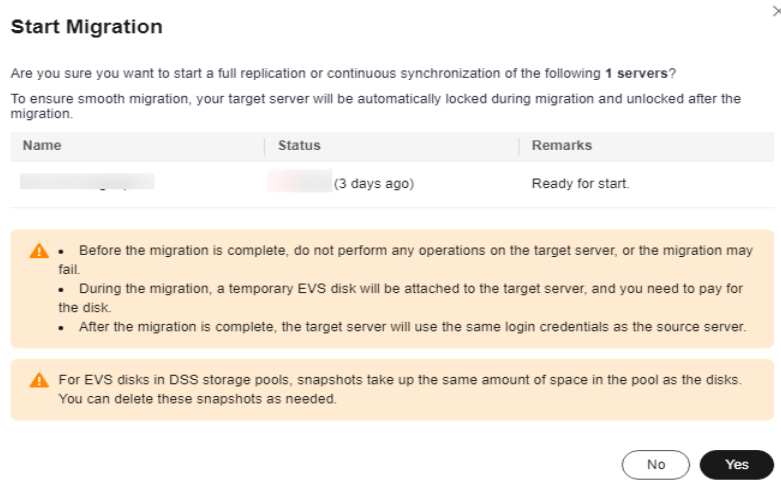 Start Migration
Are you sure you want to start a full replication or continuous synchronization of the following 1 servers?
To ensure smooth migration, your target server will be automatically locked during migration and unlocked after the
migration.
Name Status Remarks
(3 days ago) Ready for start.
• Before the migration is complete, do not perform any operations on the target server, or the migration may
fail.
• During the migration, a temporary EVS disk will be attached to the target server, and you need to pay for
the disk.
• After the migration is complete, the target server will use the same login credentials as the source server.
For EVS disks in DSS storage pools, snapshots take up the same amount of space in the pool as the disks.
You can delete these snapshots as needed.
No Yes